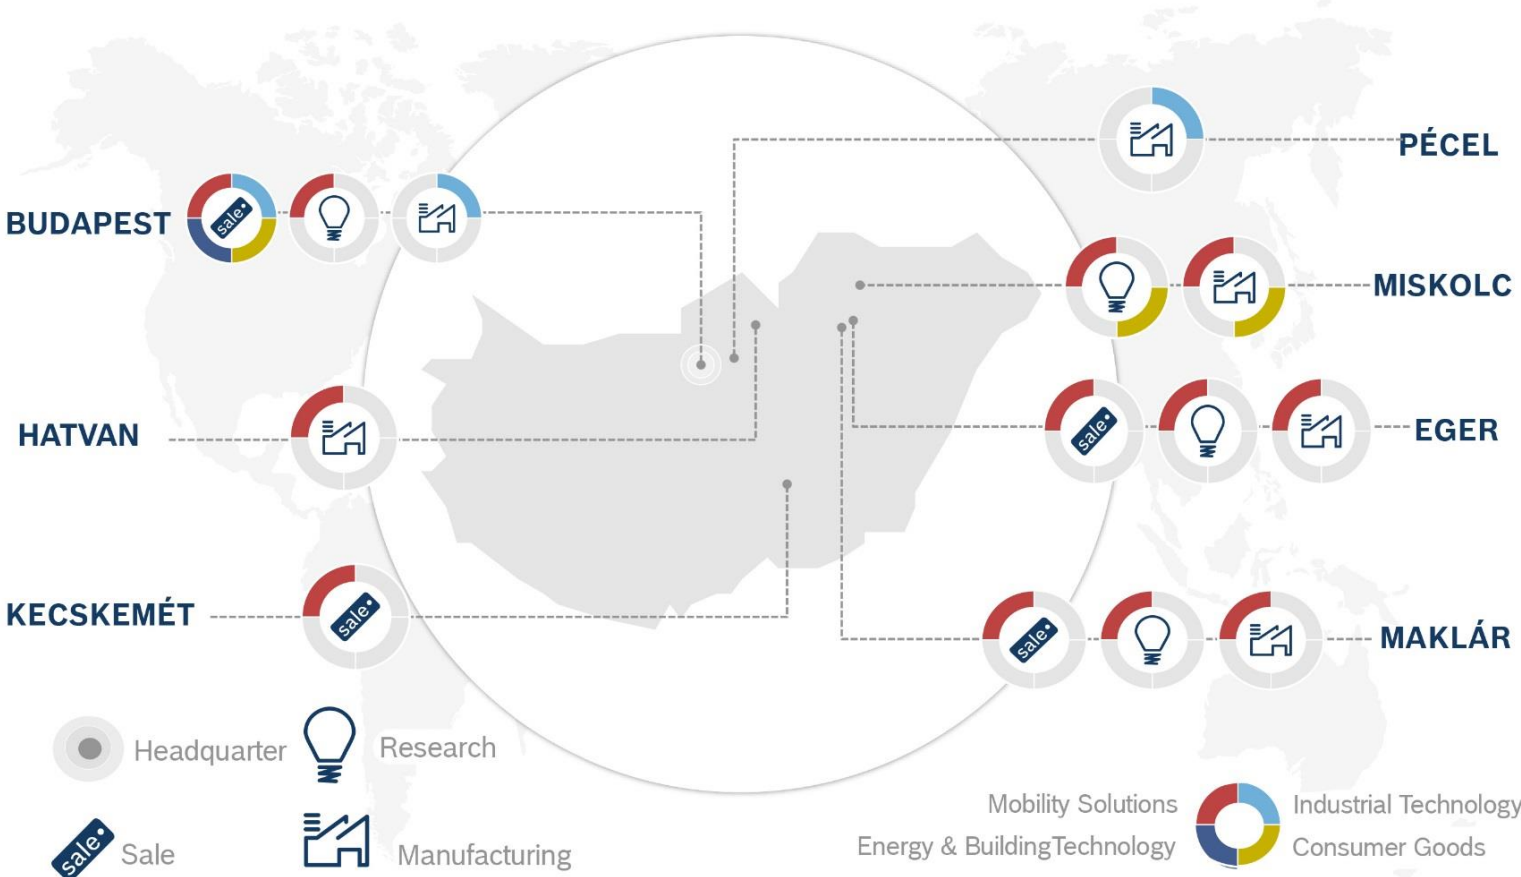 PÉCEL
BUDAPEST
sale
MISKOLC
HATVAN
sale
EGER
KECSKEMÉT
sale
sale
MAKLÁR
Headquarter
Research
sale
Sale
Manufacturing
Mobility Solutions
Industrial Technology
Energy & BuildingTechnology
Consumer Goods